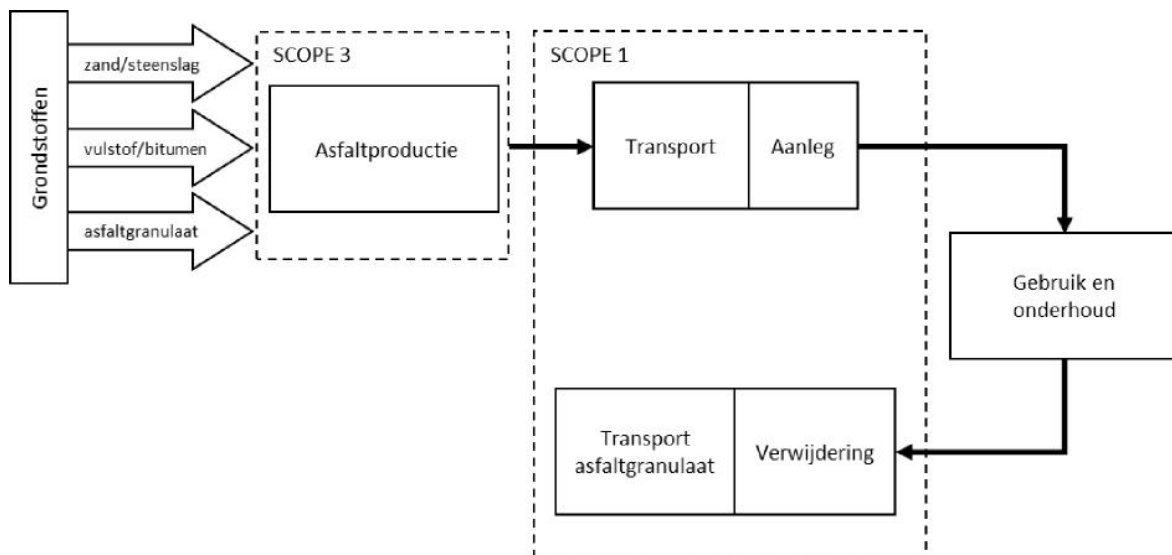 Grondstoffen
zand/steenslag
vulstof/bitumen
asfaltgranulaat
SCOPE 3
Asfaltproductie
SCOPE 1
Transport
Aanleg
Gebruik en
onderhoud
Transport
asfaltgranulaat
Verwijdering